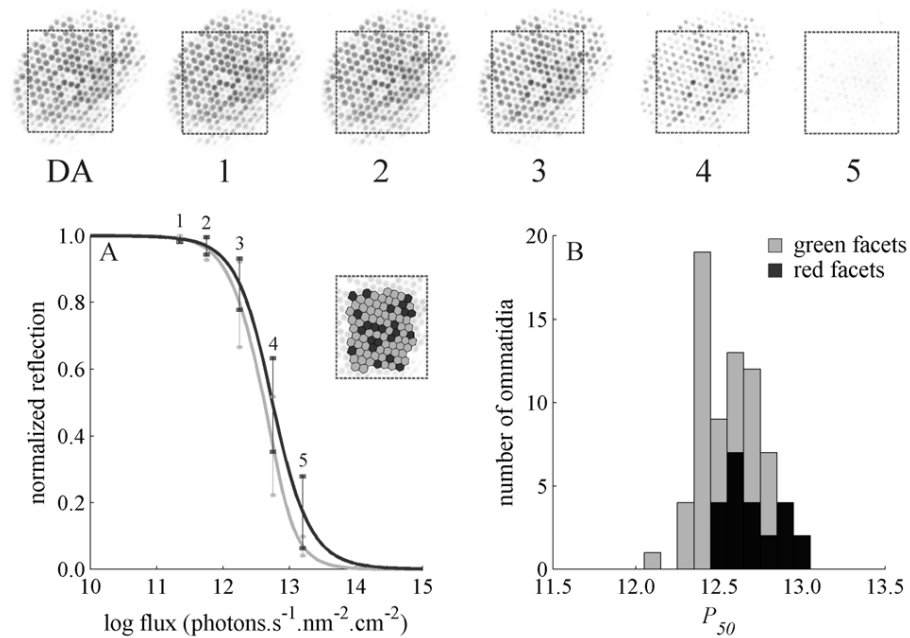 DA 1 2 3 4 5
A
1
2
3
4
5
1.0
0.8
0.6
0.4
0.2
0.0
10 11 12 13 14 15
normalized reflection
log flux (photons.s⁻¹.nm⁻².cm⁻²)
B
green facets
red facets
20
15
10
5
0
11.5 12.0 12.5 13.0 13.5
number of ommatidia
P₅₀